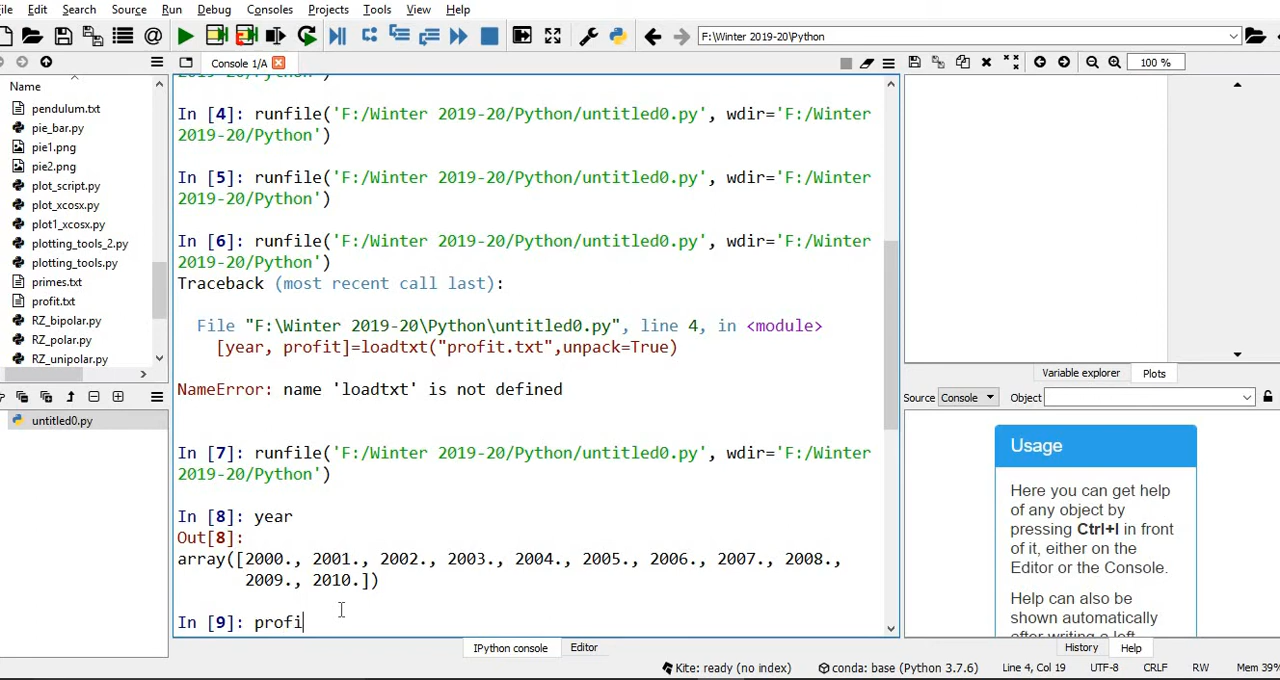 ile Edit Search Source Run Debug Consoles Projects Tools View Help
F:\Winter 2019-20\Python
Console 1/A
100 %
Name
pendulum.txt
pie_bar.py
pie1.png
pie2.png
plot_script.py
plot_xcosx.py
plot1_xcosx.py
plotting_tools_2.py
plotting_tools.py
primes.txt
profit.txt
RZ_bipolar.py
RZ_polar.py
RZ_unipolar.py
untitled0.py
In [4]: runfile('F:/Winter 2019-20/Python/untitled0.py', wdir='F:/Winter
2019-20/Python')
In [5]: runfile('F:/Winter 2019-20/Python/untitled0.py', wdir='F:/Winter
2019-20/Python')
In [6]: runfile('F:/Winter 2019-20/Python/untitled0.py', wdir='F:/Winter
2019-20/Python')
Traceback (most recent call last):
File "F:\Winter 2019-20\Python\untitled0.py", line 4, in <module>
[year, profit]=loadtxt("profit.txt",unpack=True)
NameError: name 'loadtxt' is not defined
In [7]: runfile('F:/Winter 2019-20/Python/untitled0.py', wdir='F:/Winter
2019-20/Python')
In [8]: year
Out[8]:
array([2000., 2001., 2002., 2003., 2004., 2005., 2006., 2007., 2008.,
2009., 2010.])
In [9]: profi
IPython console Editor
Variable explorer Plots
Source Console Object
Usage
Here you can get help
of any object by
pressing Ctrl+I in front
of it, either on the
Editor or the Console.
Help can also be
shown automatically
after writing a left
History Help
Kite: ready (no index) conda: base (Python 3.7.6) Line 4, Col 19 UTF-8 CRLF RW Mem 39%